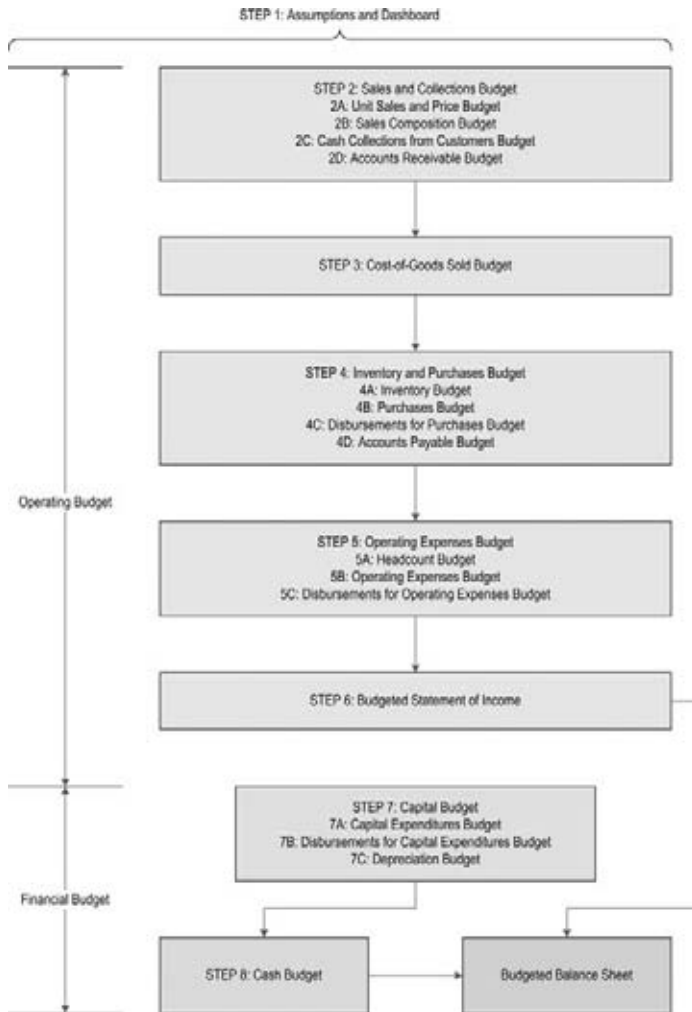 STEP 1: Assumptions and Dashboard
STEP 2: Sales and Collections Budget
2A: Unit Sales and Price Budget
2B: Sales Composition Budget
2C: Cash Collections from Customers Budget
2D: Accounts Receivable Budget
STEP 3: Cost-of-Goods Sold Budget
STEP 4: Inventory and Purchases Budget
4A: Inventory Budget
4B: Purchases Budget
4C: Disbursements for Purchases Budget
4D: Accounts Payable Budget
Operating Budget
STEP 5: Operating Expenses Budget
5A: Headcount Budget
5B: Operating Expenses Budget
5C: Disbursements for Operating Expenses Budget
STEP 6: Budgeted Statement of Income
STEP 7: Capital Budget
7A: Capital Expenditures Budget
7B: Disbursements for Capital Expenditures Budget
7C: Depreciation Budget
Financial Budget
STEP 8: Cash Budget
Budgeted Balance Sheet